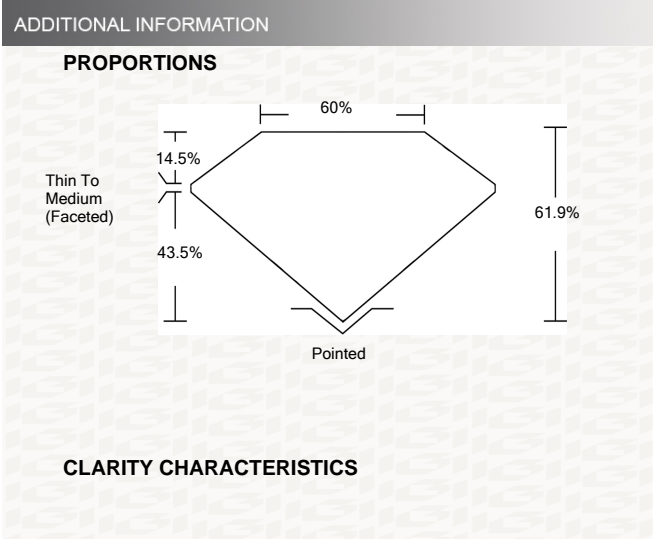 ADDITIONAL INFORMATION
PROPORTIONS
60%
14.5%
Thin To
Medium
(Faceted)
61.9%
43.5%
Pointed
CLARITY CHARACTERISTICS